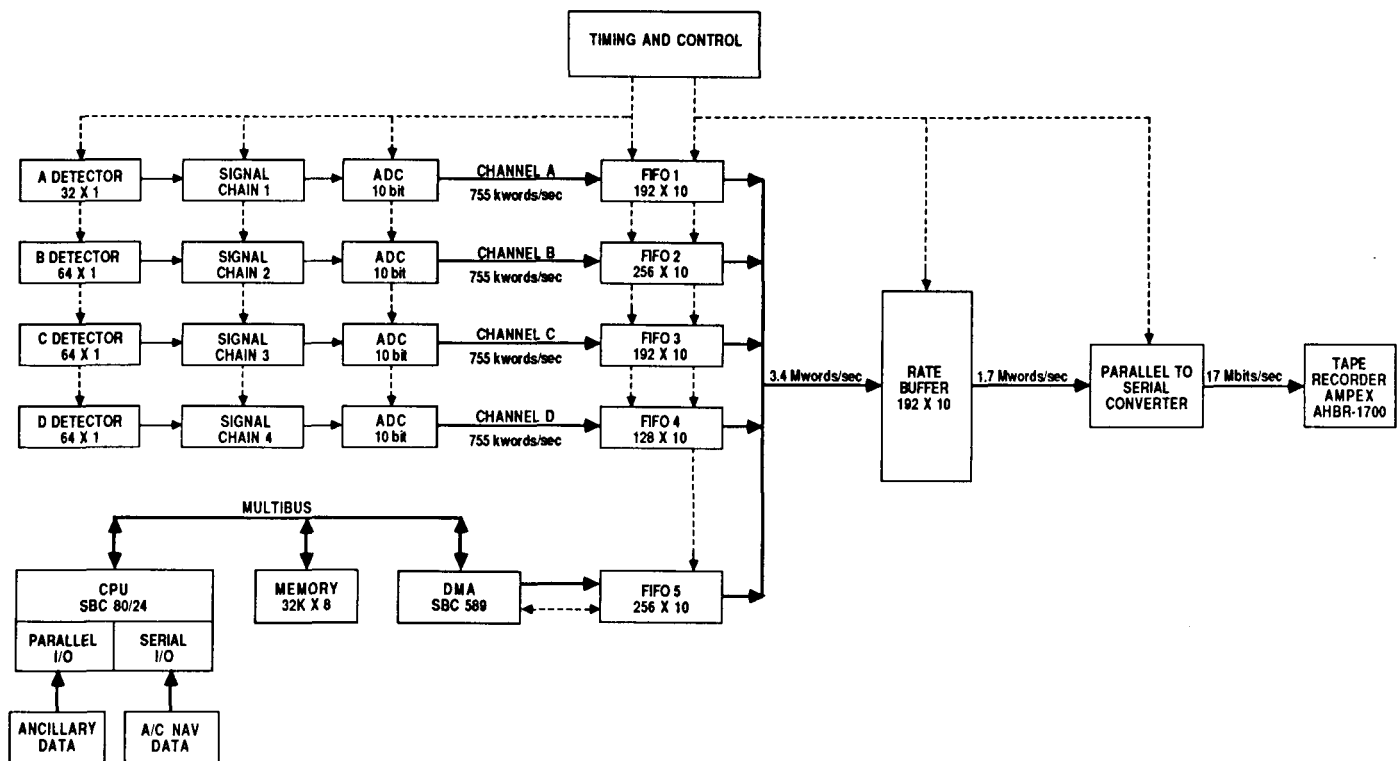 TIMING AND CONTROL
A DETECTOR
32 X 1
SIGNAL
CHAIN 1
ADC
10 bit
CHANNEL A
755 kwords/sec
FIFO 1
192 X 10
B DETECTOR
64 X 1
SIGNAL
CHAIN 2
ADC
10 bit
CHANNEL B
755 kwords/sec
FIFO 2
256 X 10
C DETECTOR
64 X 1
SIGNAL
CHAIN 3
ADC
10 bit
CHANNEL C
755 kwords/sec
FIFO 3
192 X 10
D DETECTOR
64 X 1
SIGNAL
CHAIN 4
ADC
10 bit
CHANNEL D
755 kwords/sec
FIFO 4
128 X 10
3.4 Mwords/sec
RATE
BUFFER
192 X 10
1.7 Mwords/sec
PARALLEL TO
SERIAL
CONVERTER
17 Mbits/sec
TAPE
RECORDER
AMPEX
AHBR-1700
MULTIBUS
CPU
SBC 80/24
PARALLEL
I/O
SERIAL
I/O
MEMORY
32K X 8
DMA
SBC 589
FIFO 5
256 X 10
ANCILLARY
DATA
A/C NAV
DATA